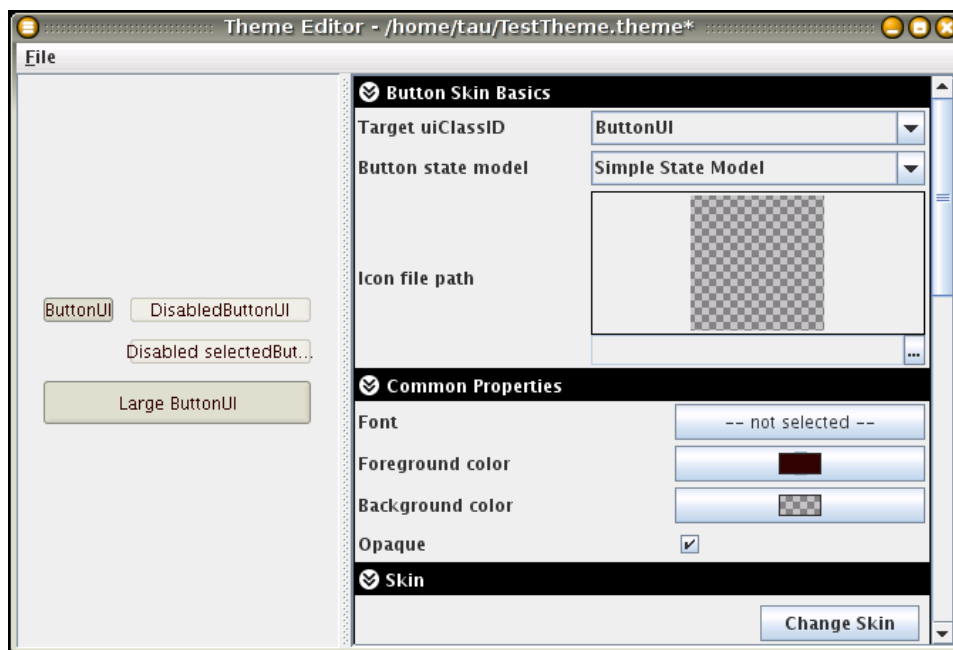 Theme Editor - /home/tau/TestTheme.theme*
File
Button Skin Basics
Target uiClassID ButtonUI
Button state model Simple State Model
Icon file path
...
ButtonUI DisabledButtonUI
Disabled selectedBut...
Large ButtonUI
Common Properties
Font -- not selected --
Foreground color
Background color
Opaque
Skin
Change Skin